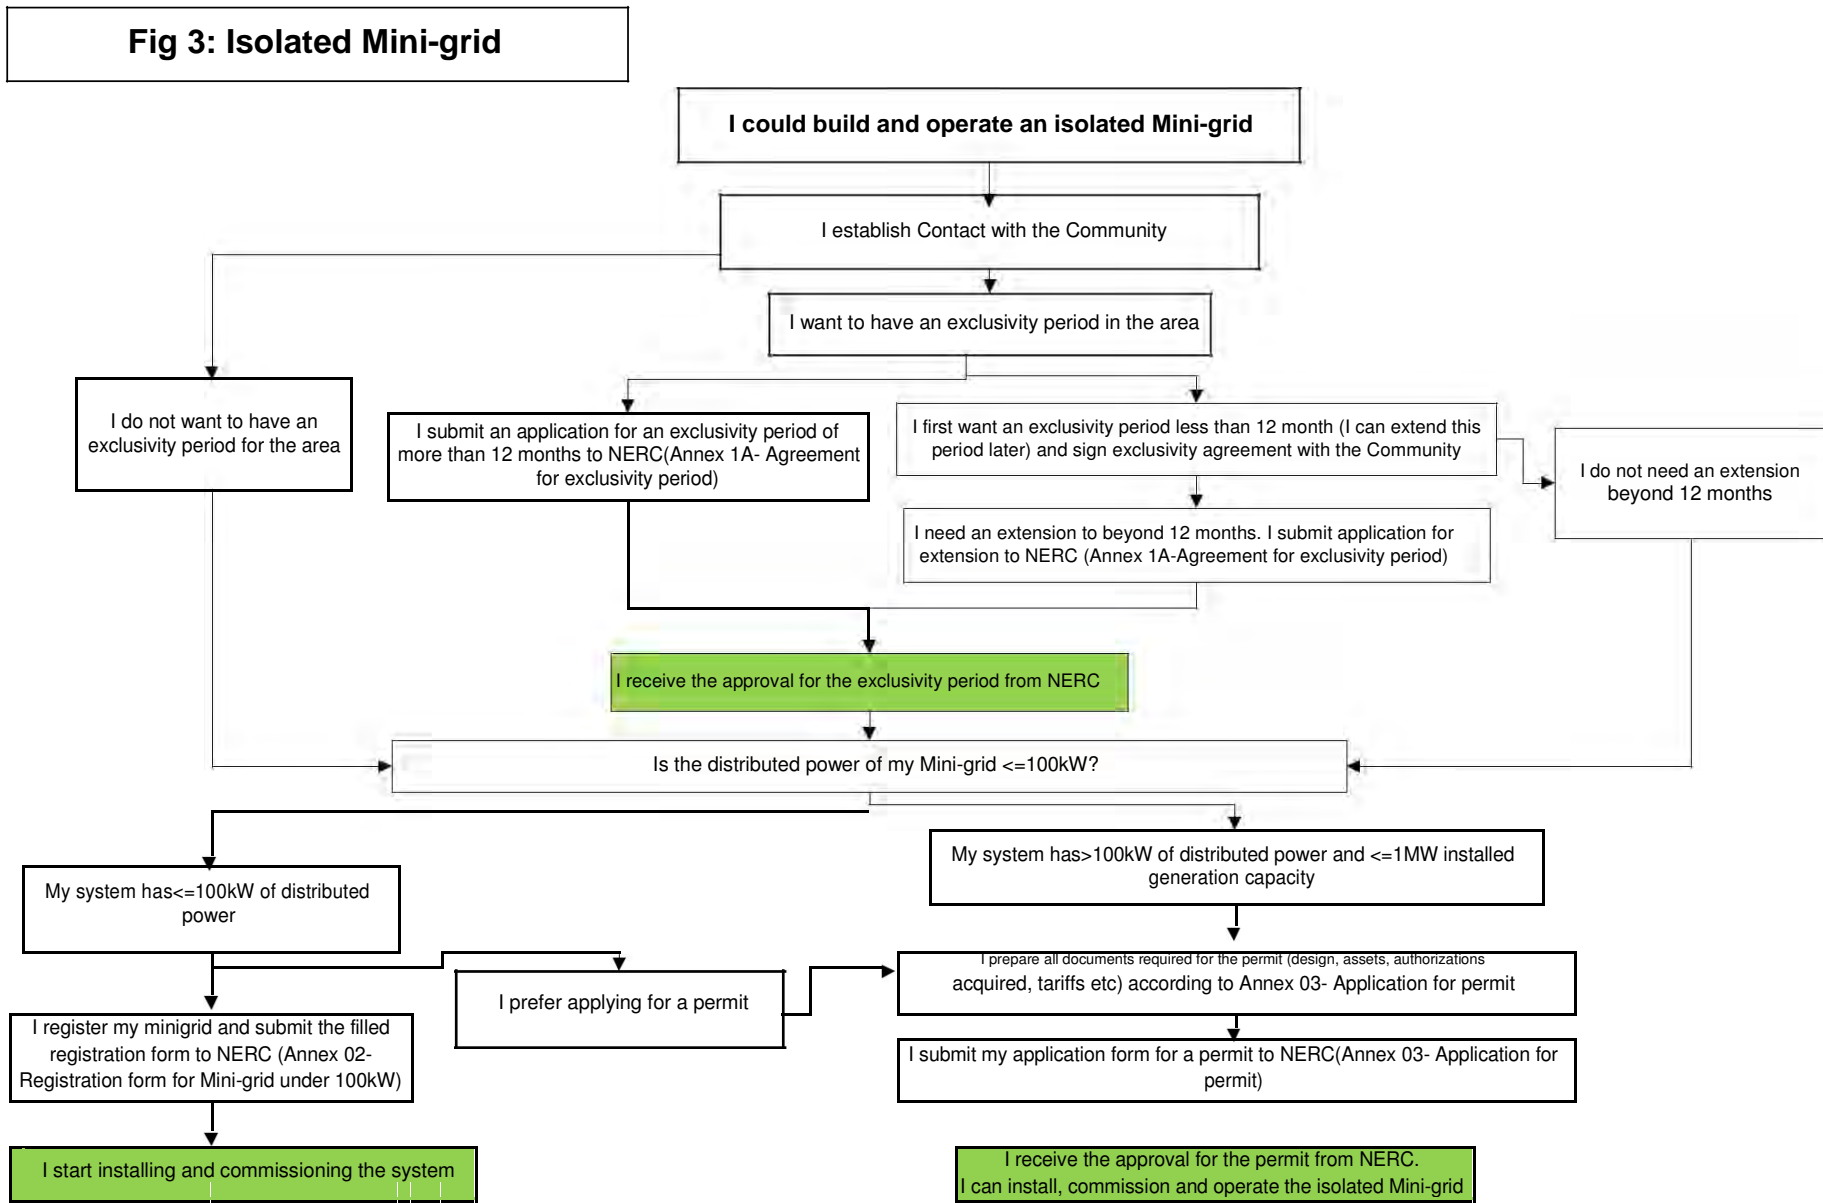 Fig 3: Isolated Mini-grid
I could build and operate an isolated Mini-grid
I establish Contact with the Community
I want to have an exclusivity period in the area
I do not want to have an
exclusivity period for the area
I submit an application for an exclusivity period of
more than 12 months to NERC(Annex 1A- Agreement
for exclusivity period)
I first want an exclusivity period less than 12 month (I can extend this
period later) and sign exclusivity agreement with the Community
I do not need an extension
beyond 12 months
I need an extension to beyond 12 months. I submit application for
extension to NERC (Annex 1A-Agreement for exclusivity period)
I receive the approval for the exclusivity period from NERC
Is the distributed power of my Mini-grid <=100kW?
My system has<=100kW of distributed
power
My system has>100kW of distributed power and <=1MW installed
generation capacity
I prefer applying for a permit
I prepare all documents required for the permit (design, assets, authorizations
acquired, tariffs etc) according to Annex 03- Application for permit
I register my minigrid and submit the filled
registration form to NERC (Annex 02-
Registration form for Mini-grid under 100kW)
I submit my application form for a permit to NERC(Annex 03- Application for
permit)
I start installing and commissioning the system
I receive the approval for the permit from NERC.
I can install, commission and operate the isolated Mini-grid